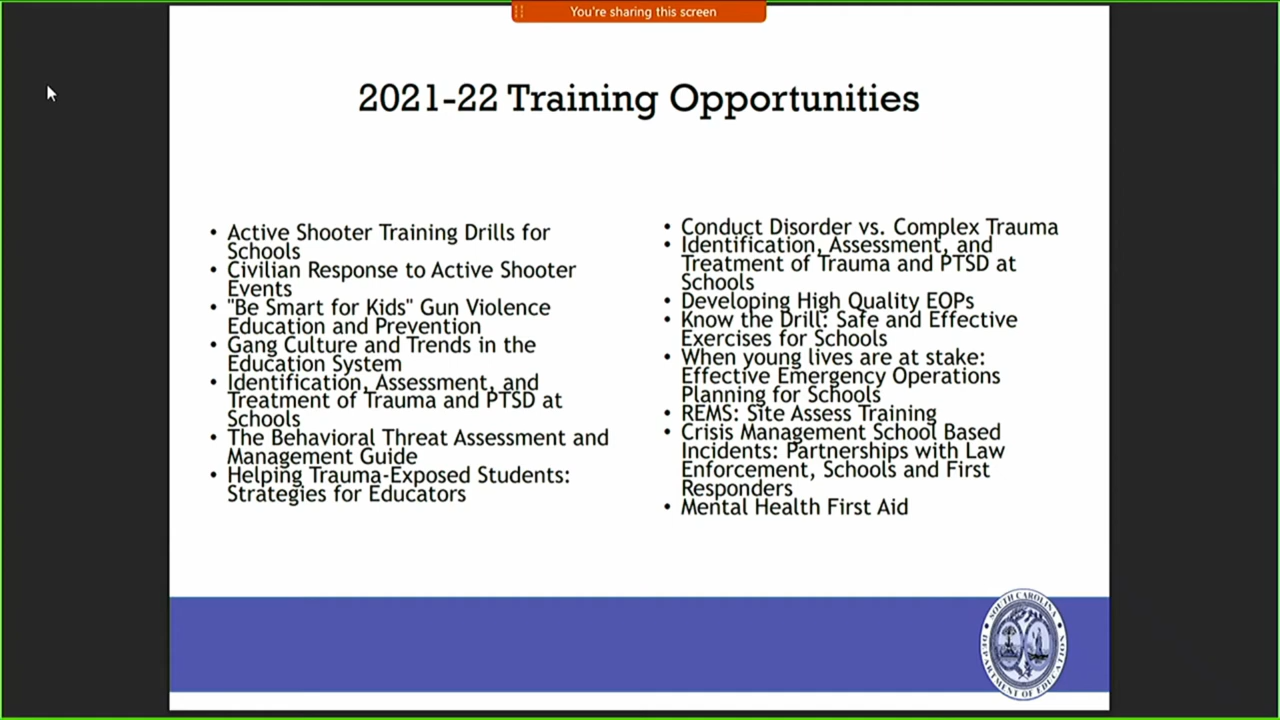 You're sharing this screen
2021-22 Training Opportunities
• Active Shooter Training Drills for
Schools
• Civilian Response to Active Shooter
Events
• "Be Smart for Kids" Gun Violence
Education and Prevention
• Gang Culture and Trends in the
Education System
• Identification, Assessment, and
Treatment of Trauma and PTSD at
Schools
• The Behavioral Threat Assessment and
Management Guide
• Helping Trauma-Exposed Students:
Strategies for Educators
• Conduct Disorder vs. Complex Trauma
• Identification, Assessment, and
Treatment of Trauma and PTSD at
Schools
• Developing High Quality EOPs
• Know the Drill: Safe and Effective
Exercises for Schools
• When young lives are at stake:
Effective Emergency Operations
Planning for Schools
• REMS: Site Assess Training
• Crisis Management School Based
Incidents: Partnerships with Law
Enforcement, Schools and First
Responders
• Mental Health First Aid
SOUTH CAROLINA
DEPARTMENT OF EDUCATION